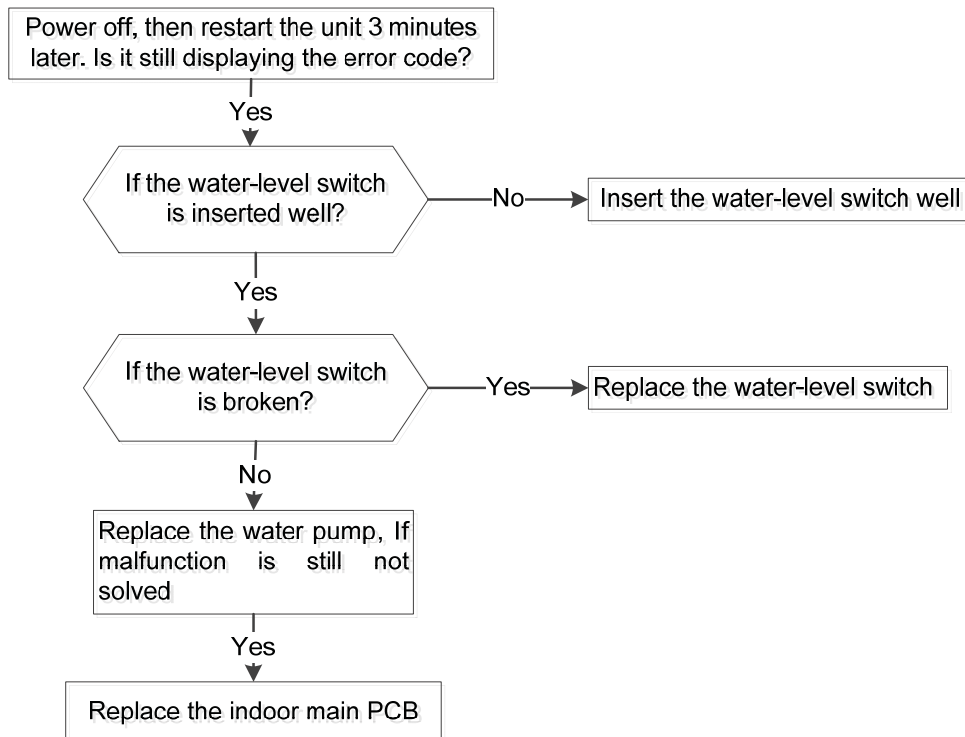 Power off, then restart the unit 3 minutes
later. Is it still displaying the error code?
Yes
If the water-level switch
is inserted well?
No
Insert the water-level switch well
Yes
If the water-level switch
is broken?
Yes
Replace the water-level switch
No
Replace the water pump, If
malfunction is still not
solved
Yes
Replace the indoor main PCB